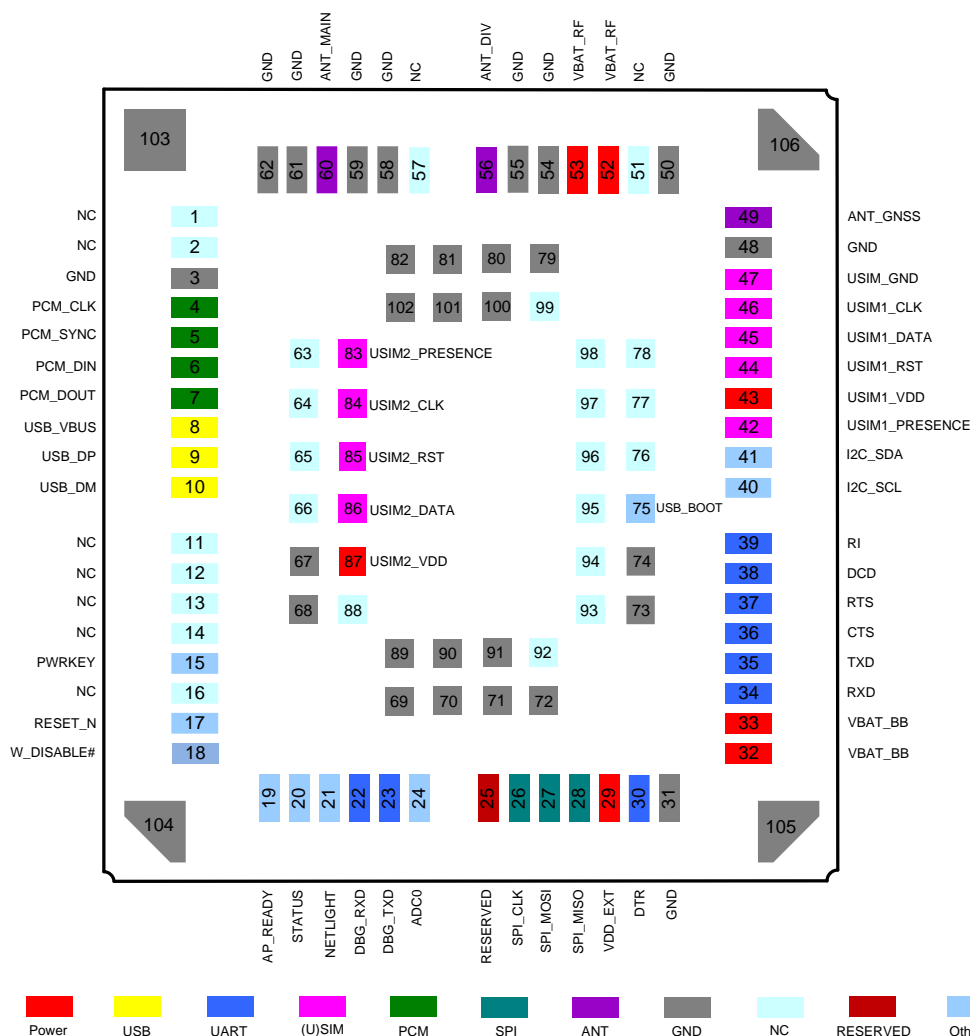 GND GND ANT_MAIN GND GND NC ANT_DIV GND GND VBAT_RF VBAT_RF NC GND
103 62 61 60 59 58 57 56 55 54 53 52 51 50 106
NC 1 49 ANT_GNSS
NC 2 82 81 80 79 48 GND
GND 3 47 USIM_GND
PCM_CLK 4 102 101 100 99 46 USIM1_CLK
PCM_SYNC 5 45 USIM1_DATA
63 83 USIM2_PRESENCE 98 78
PCM_DIN 6 44 USIM1_RST
PCM_DOUT 7 64 84 USIM2_CLK 97 77 43 USIM1_VDD
USB_VBUS 8 42 USIM1_PRESENCE
USB_DP 9 65 85 USIM2_RST 96 76 41 I2C_SDA
USB_DM 10 40 I2C_SCL
66 86 USIM2_DATA 95 75 USB_BOOT
NC 11 39 RI
67 87 USIM2_VDD 94 74
NC 12 38 DCD
NC 13 68 88 93 73 37 RTS
NC 14 36 CTS
89 90 91 92
PWRKEY 15 35 TXD
NC 16 69 70 71 72 34 RXD
RESET_N 17 33 VBAT_BB
W_DISABLE# 18 32 VBAT_BB
104 19 20 21 22 23 24 25 26 27 28 29 30 31 105
AP_READY STATUS NETLIGHT DBG_RXD DBG_TXD ADC0 RESERVED SPI_CLK SPI_MOSI SPI_MISO VDD_EXT DTR GND
Power USB UART (U)SIM PCM SPI ANT GND NC RESERVED Oth